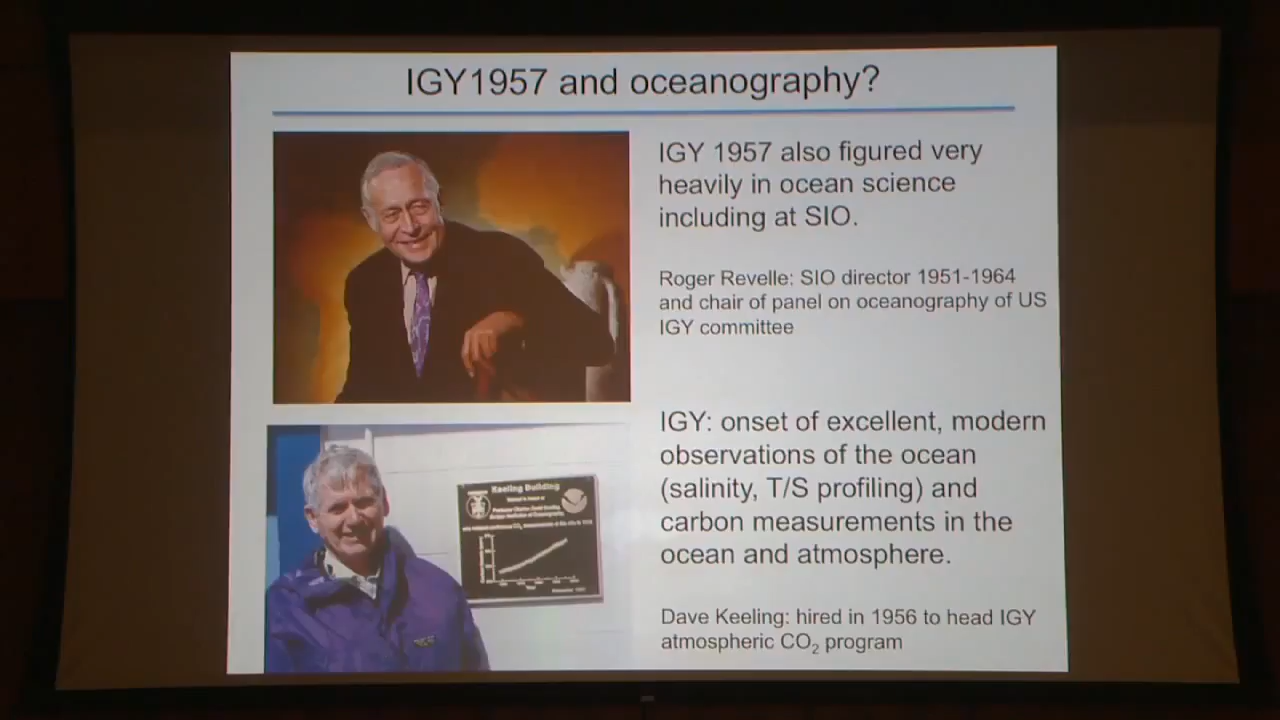 IGY1957 and oceanography?
IGY 1957 also figured very
heavily in ocean science
including at SIO.
Roger Revelle: SIO director 1951-1964
and chair of panel on oceanography of US
IGY committee
IGY: onset of excellent, modern
observations of the ocean
(salinity, T/S profiling) and
carbon measurements in the
ocean and atmosphere.
Dave Keeling: hired in 1956 to head IGY
atmospheric CO₂ program
Keeling Building